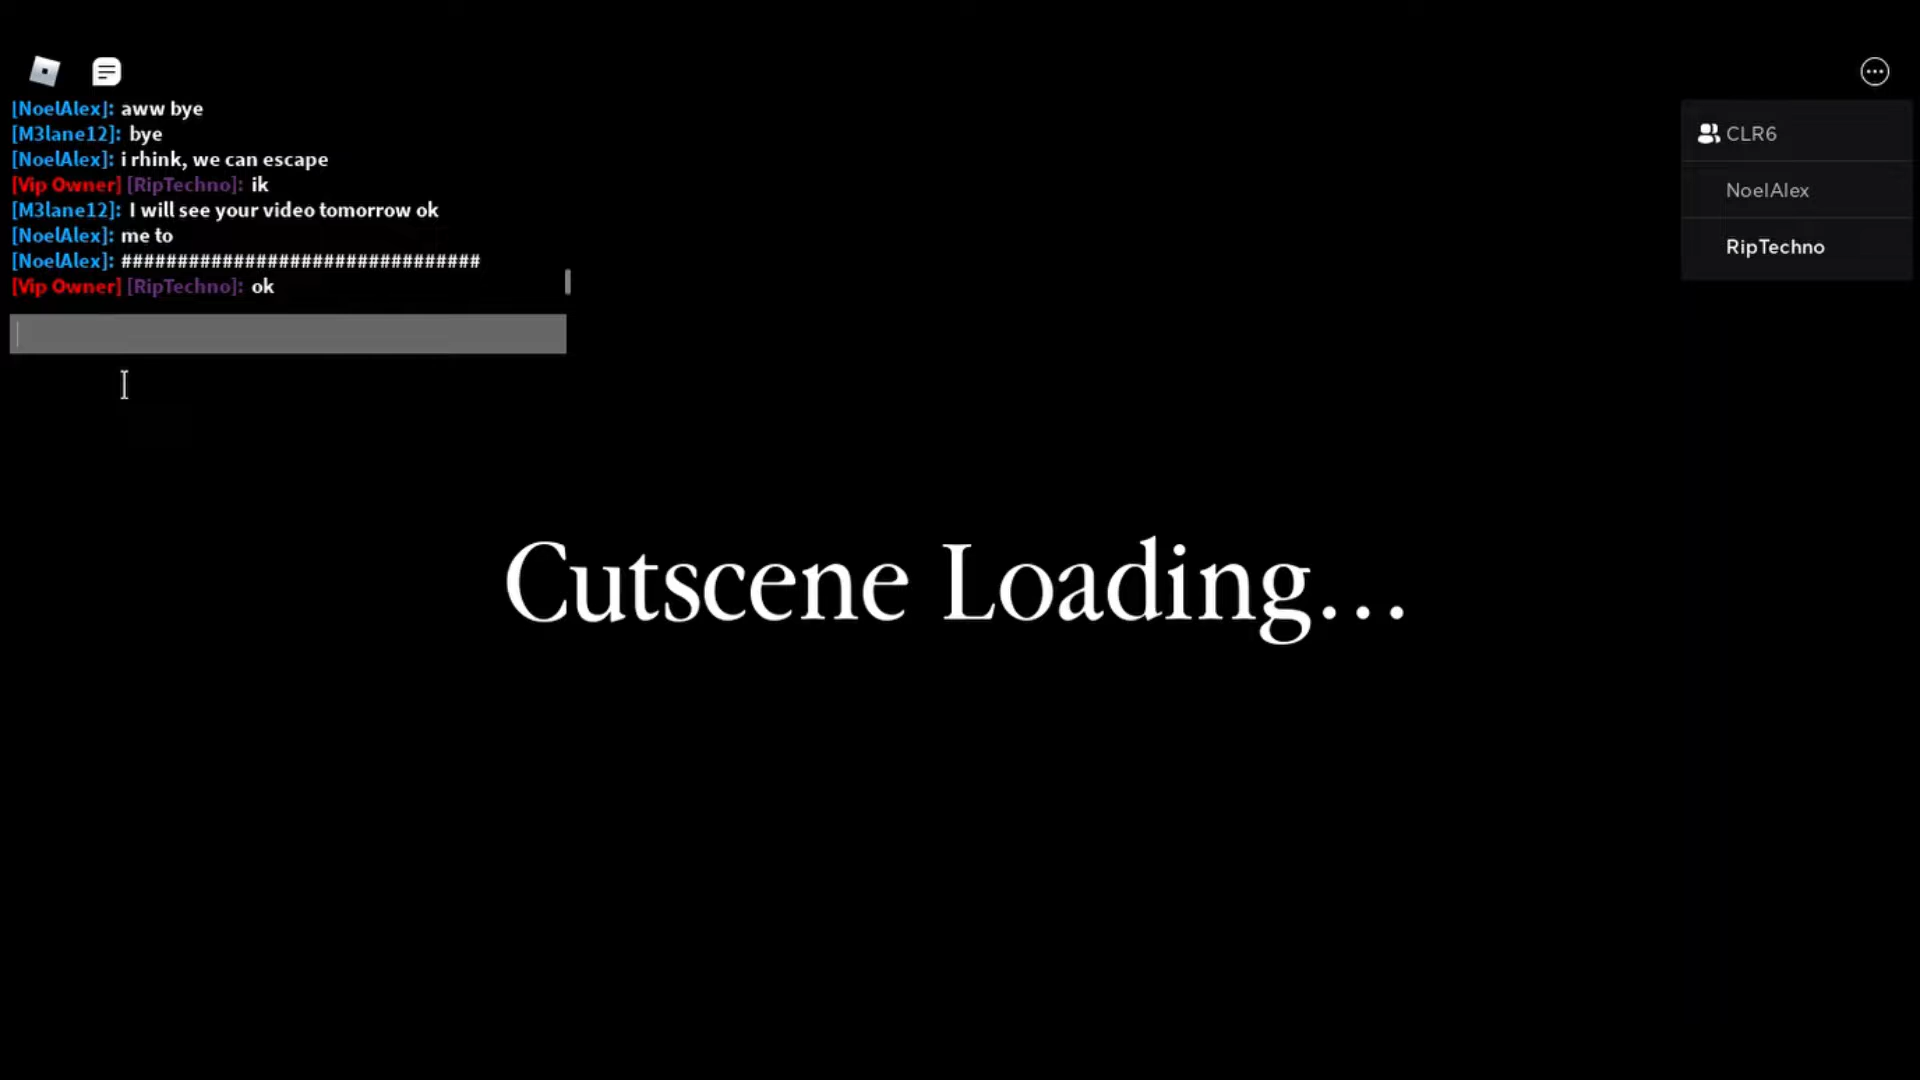 [NoelAlex]: aww bye
[M3lane12]: bye
[NoelAlex]: i rhink, we can escape
[Vip Owner] [RipTechno]: ik
[M3lane12]: I will see your video tomorrow ok
[NoelAlex]: me to
[NoelAlex]: ################################
[Vip Owner] [RipTechno]: ok
CLR6
NoelAlex
RipTechno
Cutscene Loading...